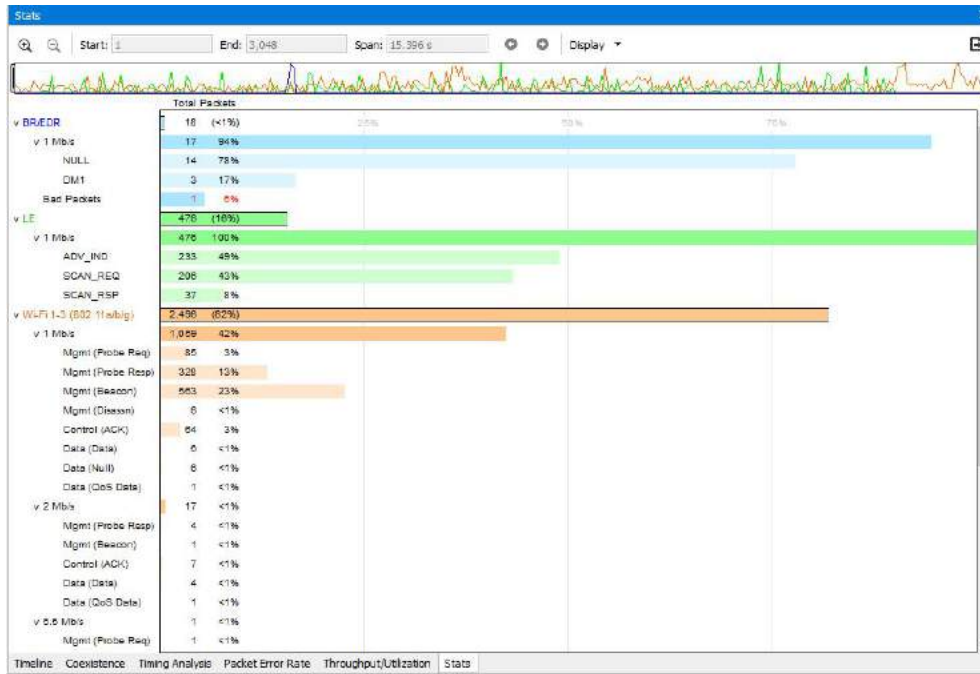 Stats
Start: 1 End: 3,048 Span: 15.396 s Display
Total Packets
v BR/EDR 18 (<1%) 25% 50% 75%
v 1 Mb/s 17 94%
NULL 14 78%
DM1 3 17%
Bad Packets 1 6%
v LE 476 (16%)
v 1 Mb/s 476 100%
ADV_IND 233 49%
SCAN_REQ 206 43%
SCAN_RSP 37 8%
v Wi-Fi 1-3 (802.11a/b/g) (82%)
v 1 Mb/s 1,059 42%
Mgmt (Probe Req) 85 3%
Mgmt (Probe Resp) 328 13%
Mgmt (Beacon) 563 23%
Mgmt (Disassn) 6 <1%
Control (ACK) 64 3%
Data (Data) 6 <1%
Data (Null) 6 <1%
Data (QoS Data) 1 <1%
v 2 Mb/s 17 <1%
Mgmt (Probe Resp) 4 <1%
Mgmt (Beacon) 1 <1%
Control (ACK) 7 <1%
Data (Data) 4 <1%
Data (QoS Data) 1 <1%
v 5.5 Mb/s 1 <1%
Mgmt (Probe Req) 1 <1%
Timeline Coexistence Timing Analysis Packet Error Rate Throughput/Utilization Stats